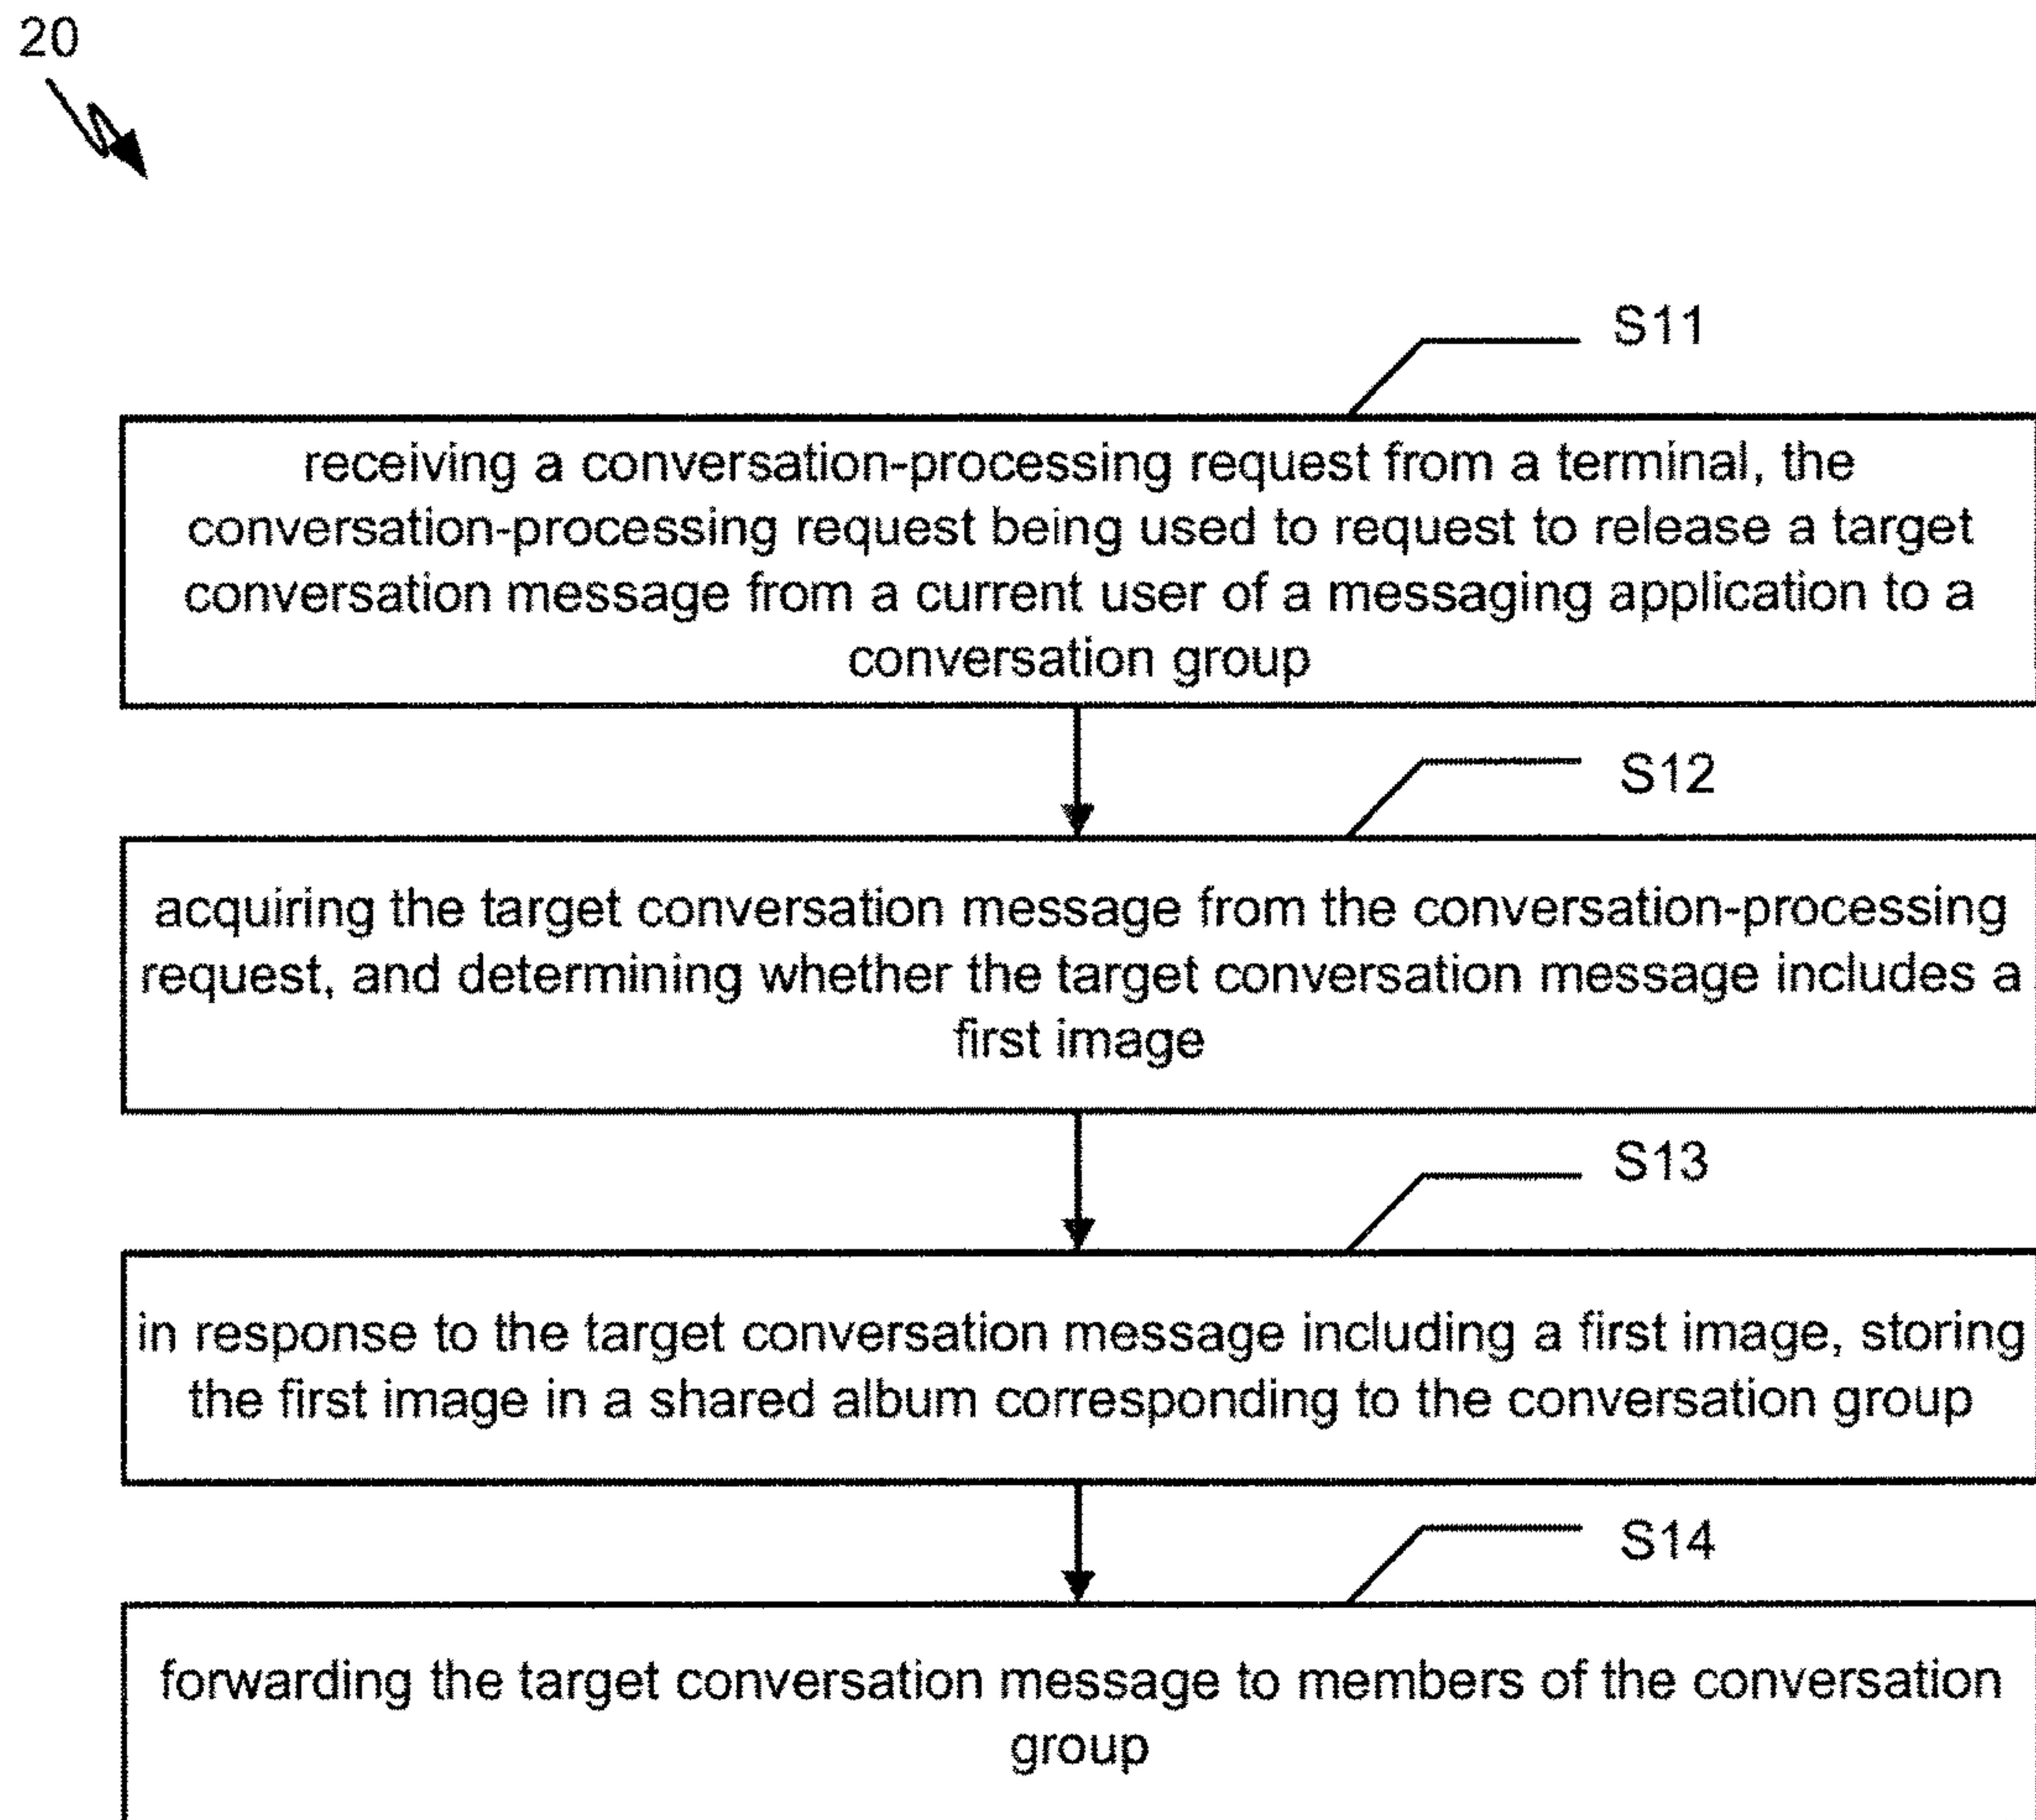 20
S11
receiving a conversation-processing request from a terminal, the
conversation-processing request being used to request to release a target
conversation message from a current user of a messaging application to a
conversation group
S12
acquiring the target conversation message from the conversation-processing
request, and determining whether the target conversation message includes a
first image
S13
in response to the target conversation message including a first image, storing
the first image in a shared album corresponding to the conversation group
S14
forwarding the target conversation message to members of the conversation
group